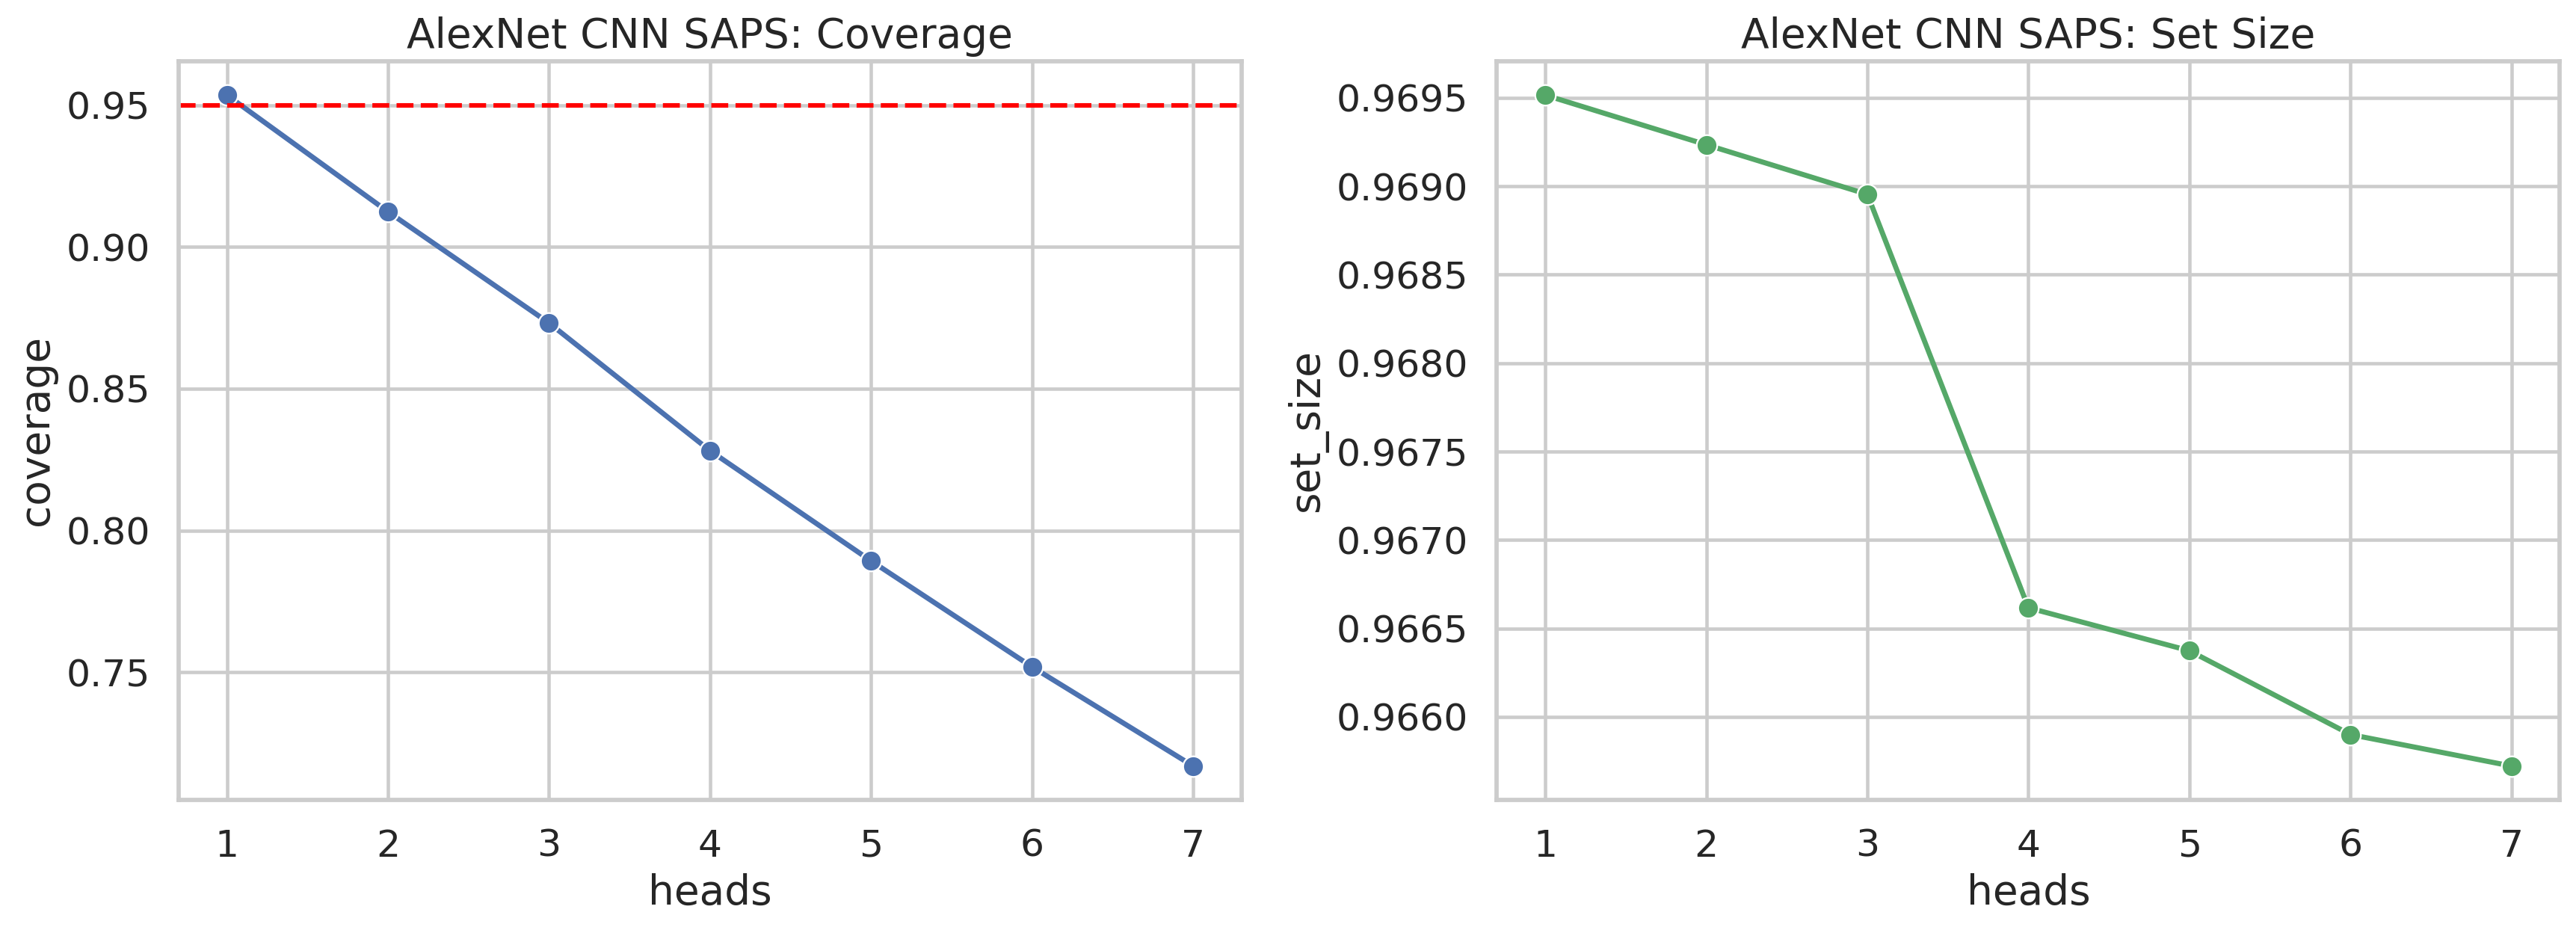 AlexNet CNN SAPS: Coverage
0.95
0.90
0.85
0.80
0.75
coverage
1 2 3 4 5 6 7
heads
AlexNet CNN SAPS: Set Size
0.9695
0.9690
0.9685
0.9680
0.9675
0.9670
0.9665
0.9660
set_size
1 2 3 4 5 6 7
heads